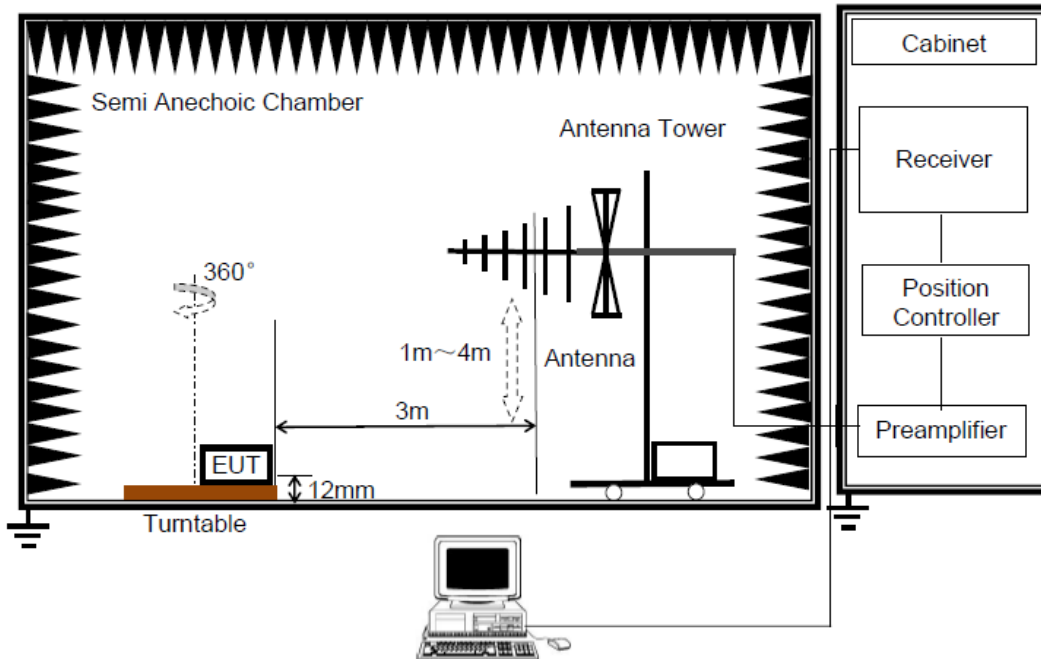 Cabinet
Semi Anechoic Chamber
Antenna Tower
Receiver
360°
Position
Controller
1m～4m
Antenna
3m
Preamplifier
EUT
12mm
Turntable